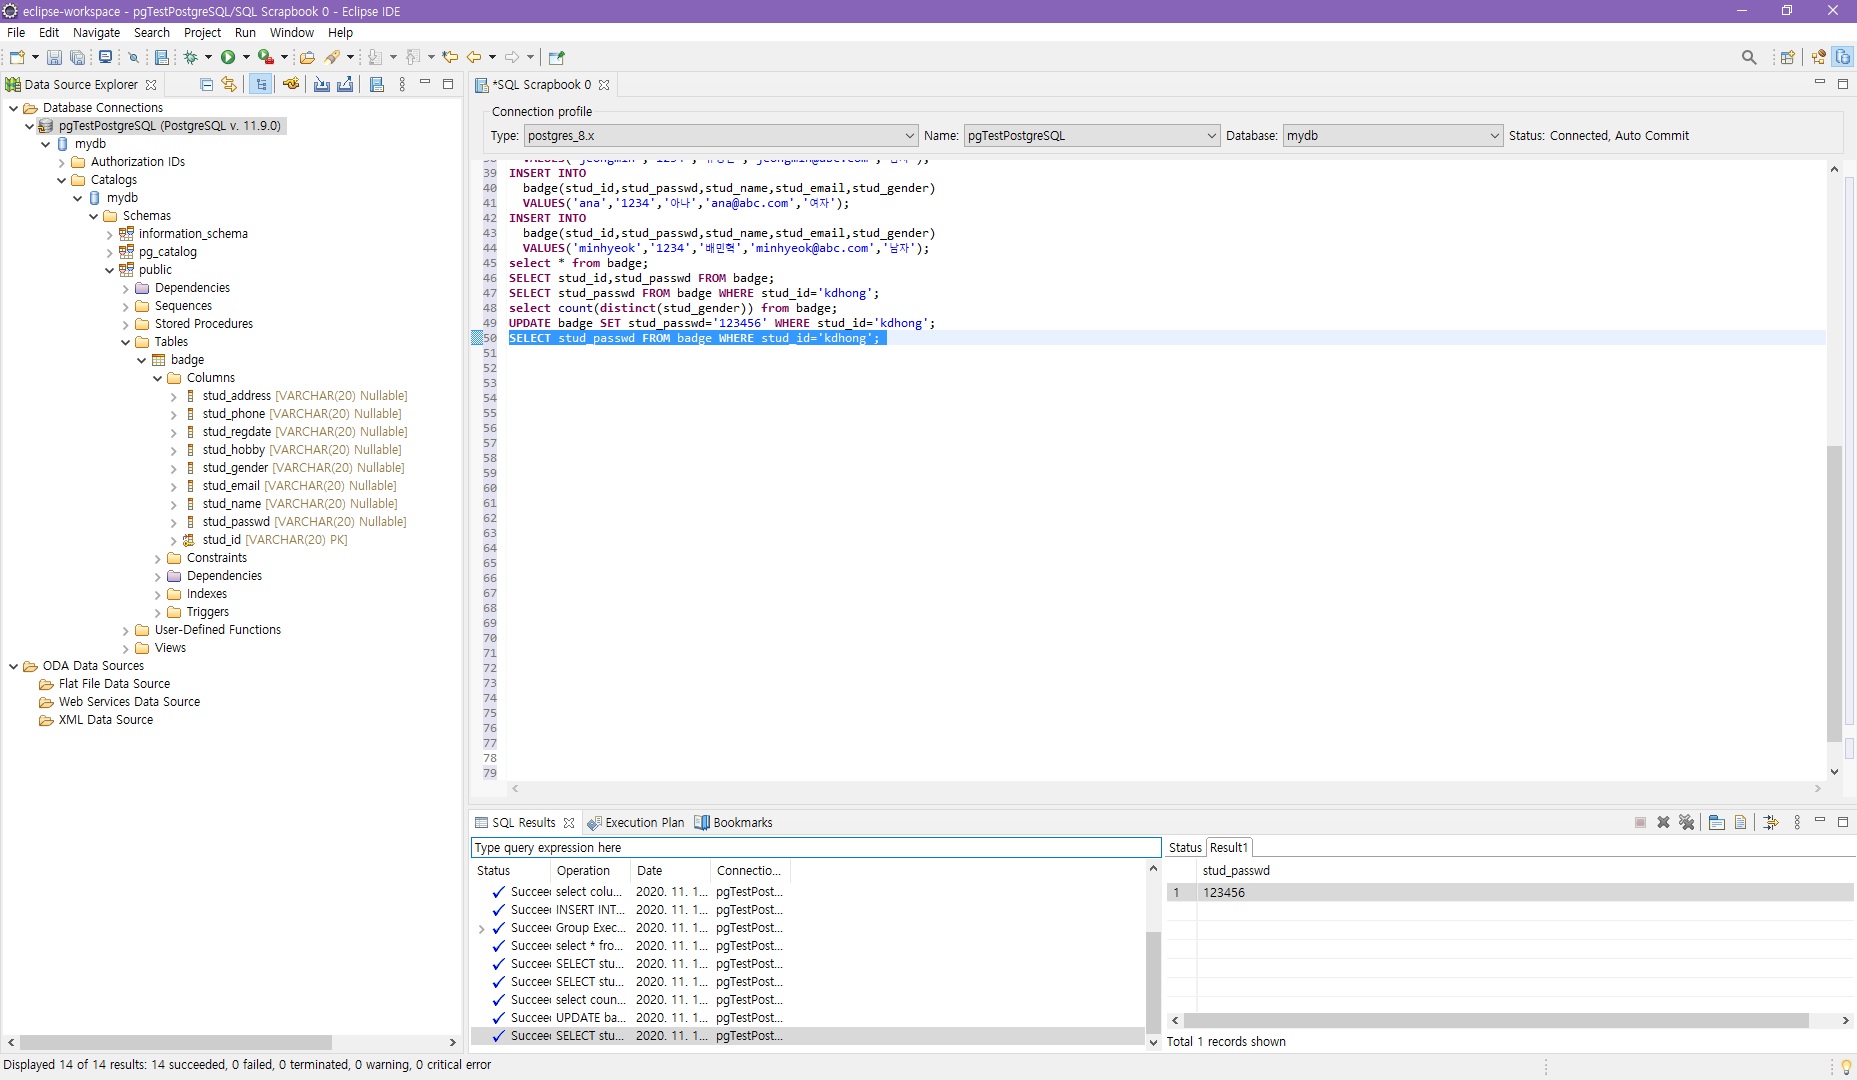 eclipse-workspace - pgTestPostgreSQL/SQL Scrapbook 0 - Eclipse IDE
File Edit Navigate Search Project Run Window Help
Data Source Explorer
Database Connections
pgTestPostgreSQL (PostgreSQL v. 11.9.0)
mydb
Authorization IDs
Catalogs
mydb
Schemas
information_schema
pg_catalog
public
Dependencies
Sequences
Stored Procedures
Tables
badge
Columns
stud_address [VARCHAR(20) Nullable]
stud_phone [VARCHAR(20) Nullable]
stud_regdate [VARCHAR(20) Nullable]
stud_hobby [VARCHAR(20) Nullable]
stud_gender [VARCHAR(20) Nullable]
stud_email [VARCHAR(20) Nullable]
stud_name [VARCHAR(20) Nullable]
stud_passwd [VARCHAR(20) Nullable]
stud_id [VARCHAR(20) PK]
Constraints
Dependencies
Indexes
Triggers
User-Defined Functions
Views
ODA Data Sources
Flat File Data Source
Web Services Data Source
XML Data Source
*SQL Scrapbook 0
Connection profile
Type: postgres_8.x Name: pgTestPostgreSQL Database: mydb Status: Connected, Auto Commit
39 INSERT INTO
40 badge(stud_id,stud_passwd,stud_name,stud_email,stud_gender)
41 VALUES('ana','1234','아나','ana@abc.com','여자');
42 INSERT INTO
43 badge(stud_id,stud_passwd,stud_name,stud_email,stud_gender)
44 VALUES('minhyeok','1234','배민혁','minhyeok@abc.com','남자');
45 select * from badge;
46 SELECT stud_id,stud_passwd FROM badge;
47 SELECT stud_passwd FROM badge WHERE stud_id='kdhong';
48 select count(distinct(stud_gender)) from badge;
49 UPDATE badge SET stud_passwd='123456' WHERE stud_id='kdhong';
50 SELECT stud_passwd FROM badge WHERE stud_id='kdhong';
51
52
53
54
55
56
57
58
59
60
61
62
63
64
65
66
67
68
69
70
71
72
73
74
75
76
77
78
79
SQL Results Execution Plan Bookmarks
Type query expression here
Status Operation Date Connectio...
Succee select colu... 2020. 11. 1... pgTestPost...
Succee INSERT INT... 2020. 11. 1... pgTestPost...
Succee Group Exec... 2020. 11. 1... pgTestPost...
Succee select * fro... 2020. 11. 1... pgTestPost...
Succee SELECT stu... 2020. 11. 1... pgTestPost...
Succee SELECT stu... 2020. 11. 1... pgTestPost...
Succee select coun... 2020. 11. 1... pgTestPost...
Succee UPDATE ba... 2020. 11. 1... pgTestPost...
Succee SELECT stu... 2020. 11. 1... pgTestPost...
Status Result1
stud_passwd
1 123456
Total 1 records shown
Displayed 14 of 14 results: 14 succeeded, 0 failed, 0 terminated, 0 warning, 0 critical error